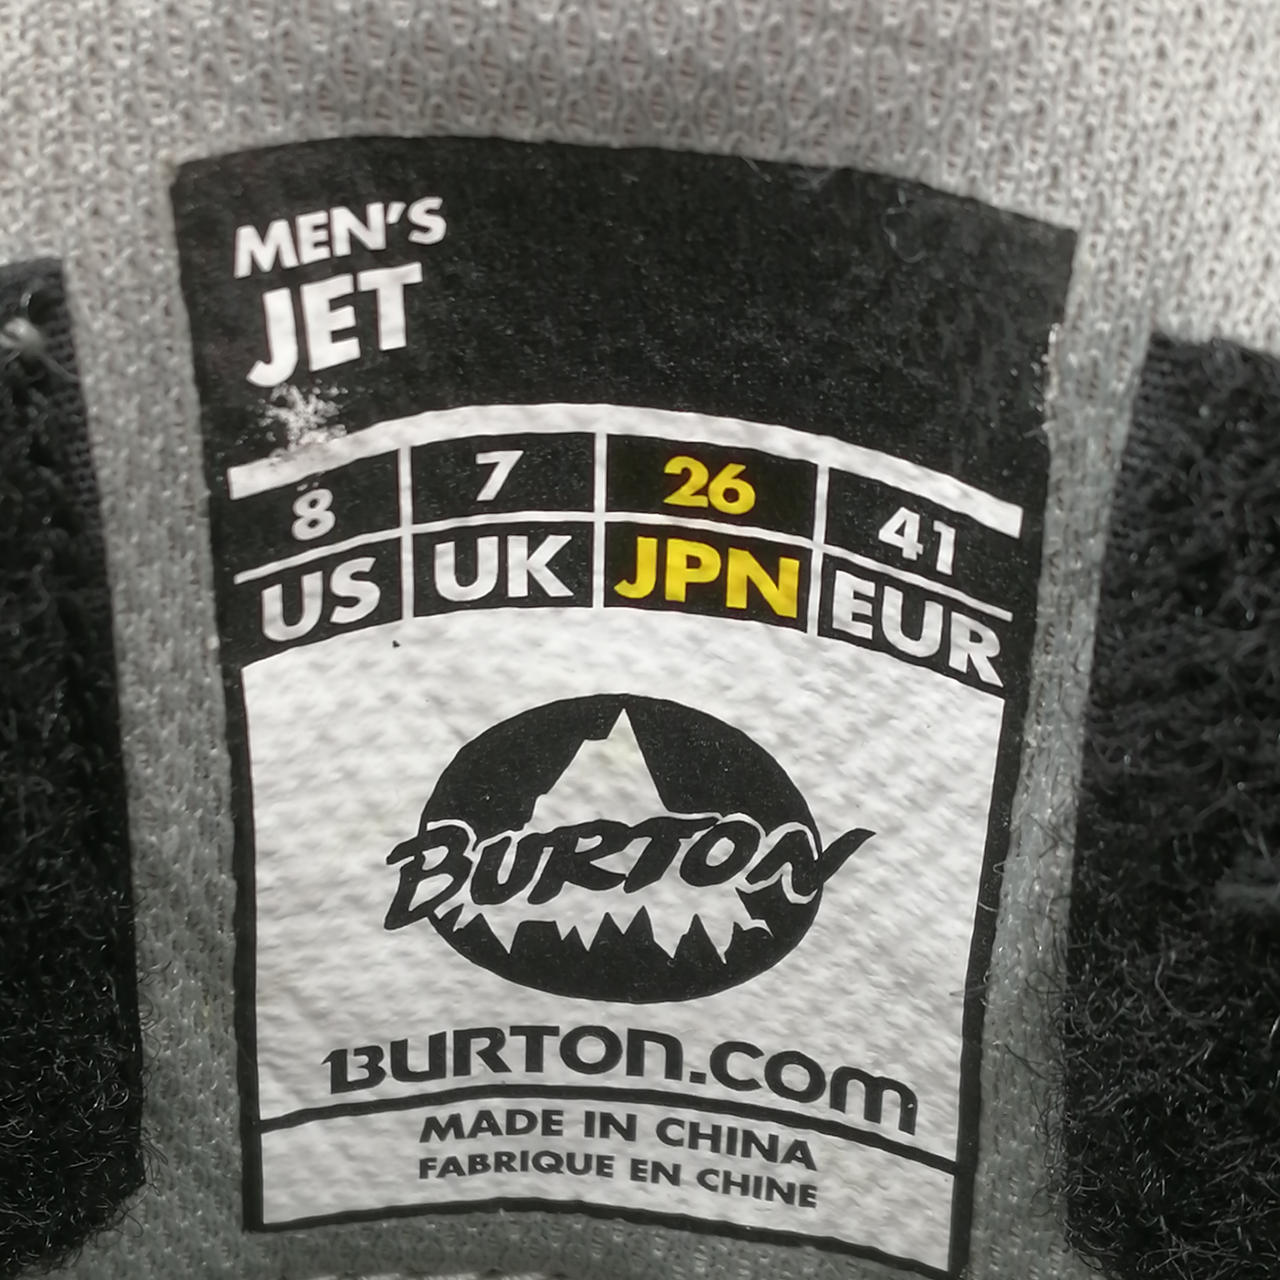 MEN'S
JET
8 7 26 41
US UK JPN EUR
BURTON
BURTON.COM
MADE IN CHINA
FABRIQUE EN CHINE